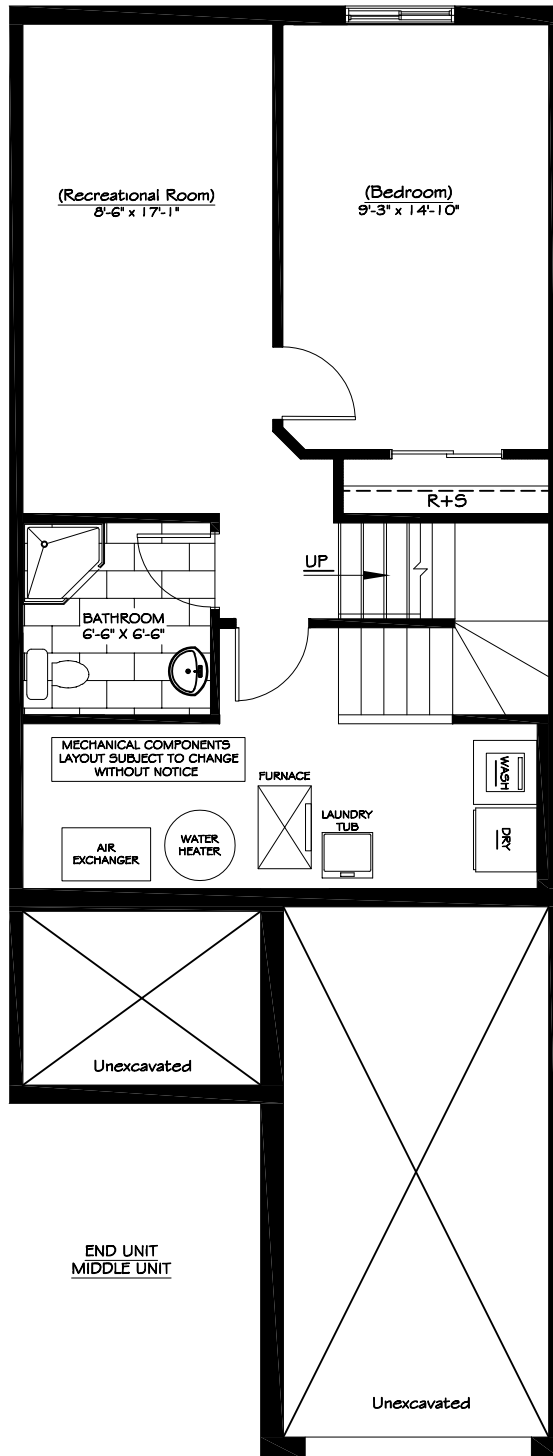 (Recreational Room)
8'-6" x 17'-1"
(Bedroom)
9'-3" x 14'-10"
R+S
UP
BATHROOM
6'-6" X 6'-6"
MECHANICAL COMPONENTS
LAYOUT SUBJECT TO CHANGE
WITHOUT NOTICE
FURNACE
WASH
LAUNDRY
TUB
DRY
WATER
HEATER
AIR
EXCHANGER
Unexcavated
END UNIT
MIDDLE UNIT
Unexcavated